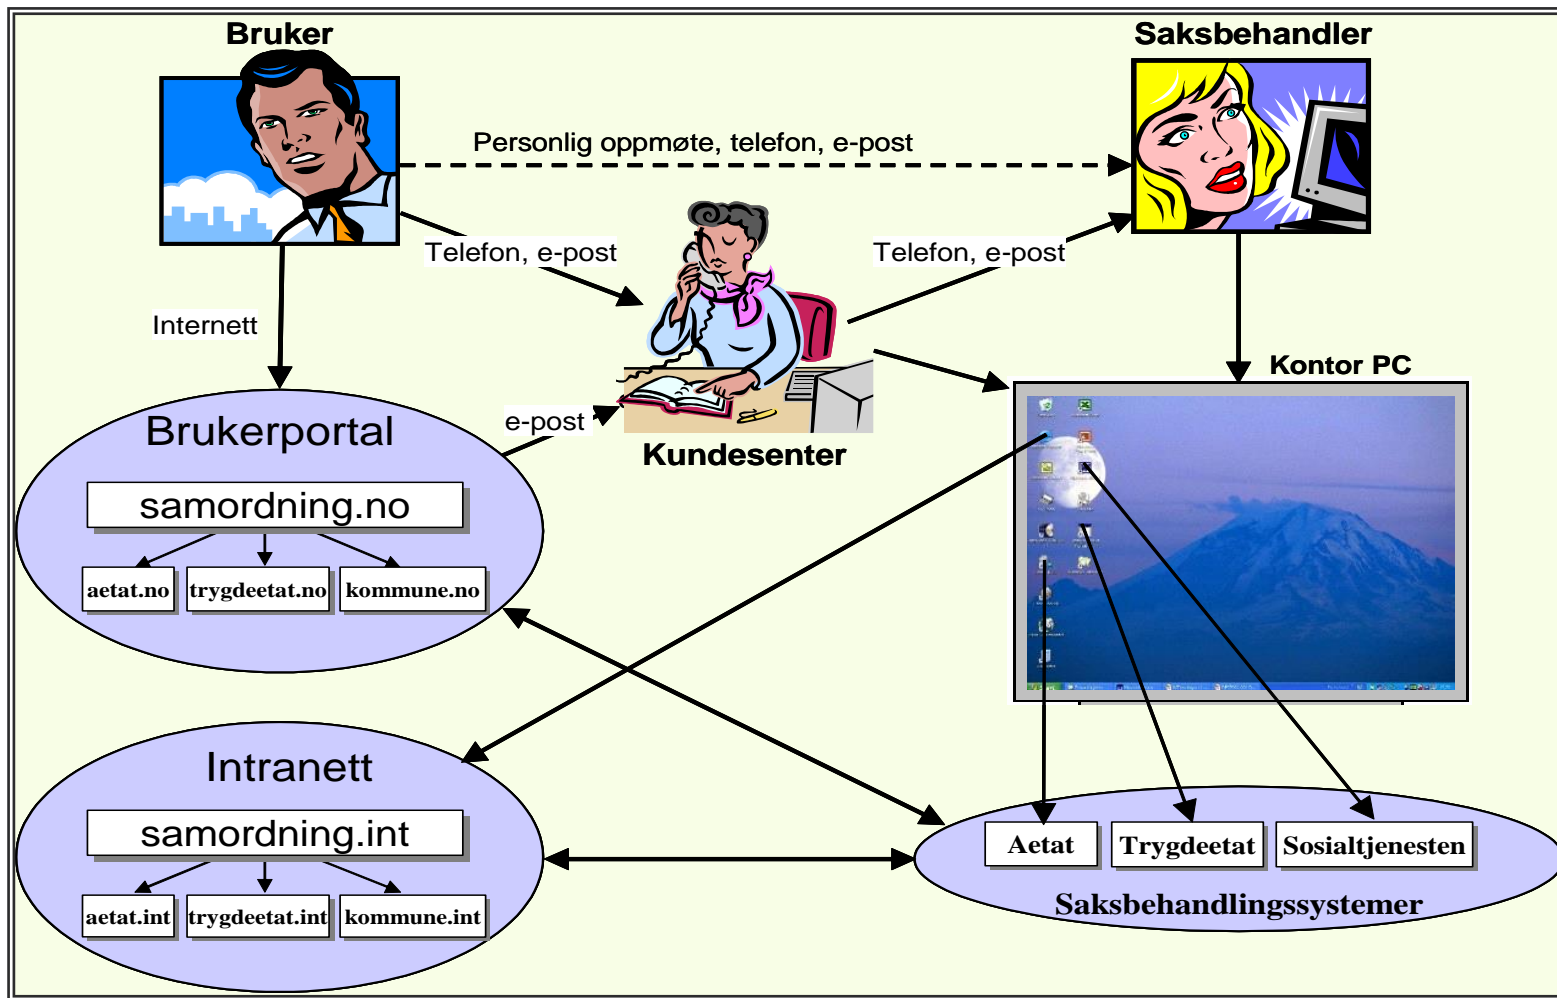 Bruker
Saksbehandler
Personlig oppmøte, telefon, e-post
Telefon, e-post
Telefon, e-post
Internett
Kontor PC
Brukerportal
e-post
Kundesenter
samordning.no
aetat.no
trygdeetat.no
kommune.no
Intranett
samordning.int
aetat.int
trygdeetat.int
kommune.int
Aetat
Trygdeetat
Sosialtjenesten
Saksbehandlingssystemer